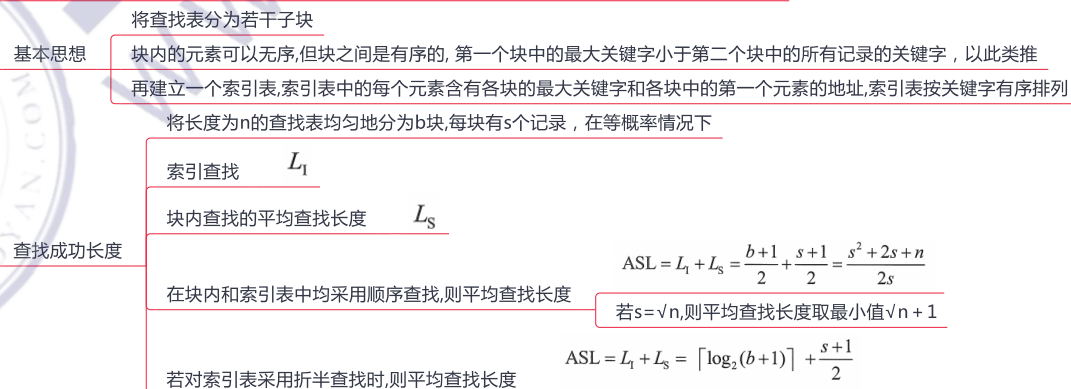 将查找表分为若干子块
基本思想
块内的元素可以无序,但块之间是有序的, 第一个块中的最大关键字小于第二个块中的所有记录的关键字，以此类推
再建立一个索引表,索引表中的每个元素含有各块的最大关键字和各块中的第一个元素的地址,索引表按关键字有序排列
将长度为n的查找表均匀地分为b块,每块有s个记录，在等概率情况下
索引查找 L_I
块内查找的平均查找长度 L_S
查找成功长度
ASL = L_I + L_S = (b+1)/2 + (s+1)/2 = (s²+2s+n)/(2s)
在块内和索引表中均采用顺序查找,则平均查找长度
若s=√n,则平均查找长度取最小值√n + 1
ASL = L_I + L_S = ⌈log₂(b+1)⌉ + (s+1)/2
若对索引表采用折半查找时,则平均查找长度
YAN.COM